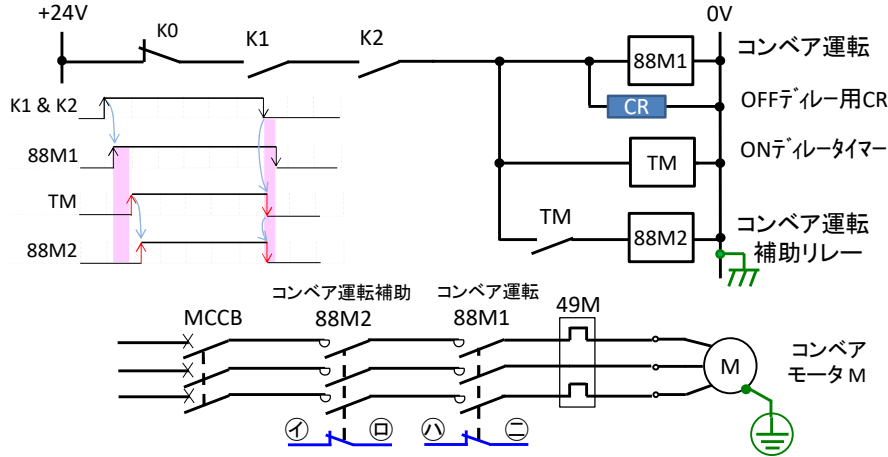 +24V
0V
K0
K1
K2
88M1
コンベア運転
CR
OFFディレー用CR
TM
ONディレータイマー
TM
88M2
コンベア運転
補助リレー
K1 & K2
88M1
TM
88M2
コンベア運転補助
コンベア運転
MCCB
88M2
88M1
49M
M
コンベア
モータM
㋑
㋺
㋩
㊁